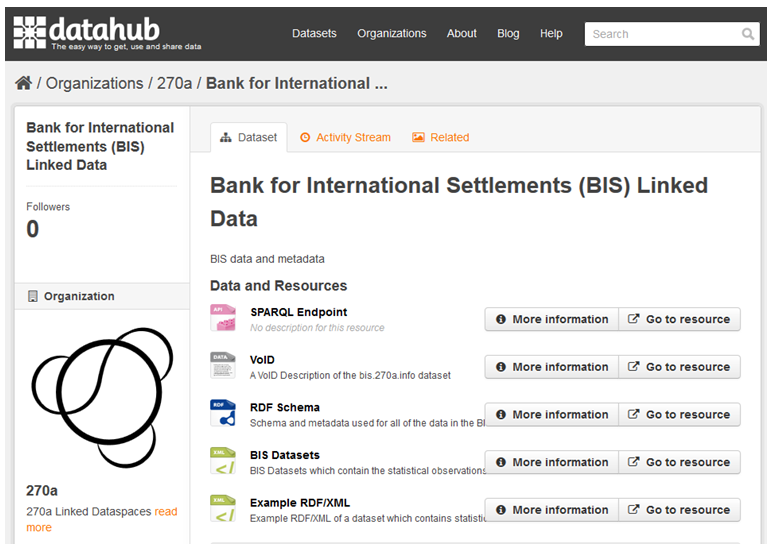 datahub
The easy way to get, use and share data
Datasets Organizations About Blog Help Search
/ Organizations / 270a / Bank for International ...
Bank for International
Settlements (BIS)
Linked Data
Followers
0
Organization
270a
270a Linked Dataspaces read
more
Dataset Activity Stream Related
Bank for International Settlements (BIS) Linked
Data
BIS data and metadata
Data and Resources
API
SPARQL Endpoint
No description for this resource
More information Go to resource
DATA
VoID
A VoID Description of the bis.270a.info dataset
More information Go to resource
RDF
RDF Schema
Schema and metadata used for all of the data in the BI
More information Go to resource
XML
BIS Datasets
BIS Datasets which contain the statistical observations
More information Go to resource
XML
Example RDF/XML
Example RDF/XML of a dataset which contains statistic
More information Go to resource